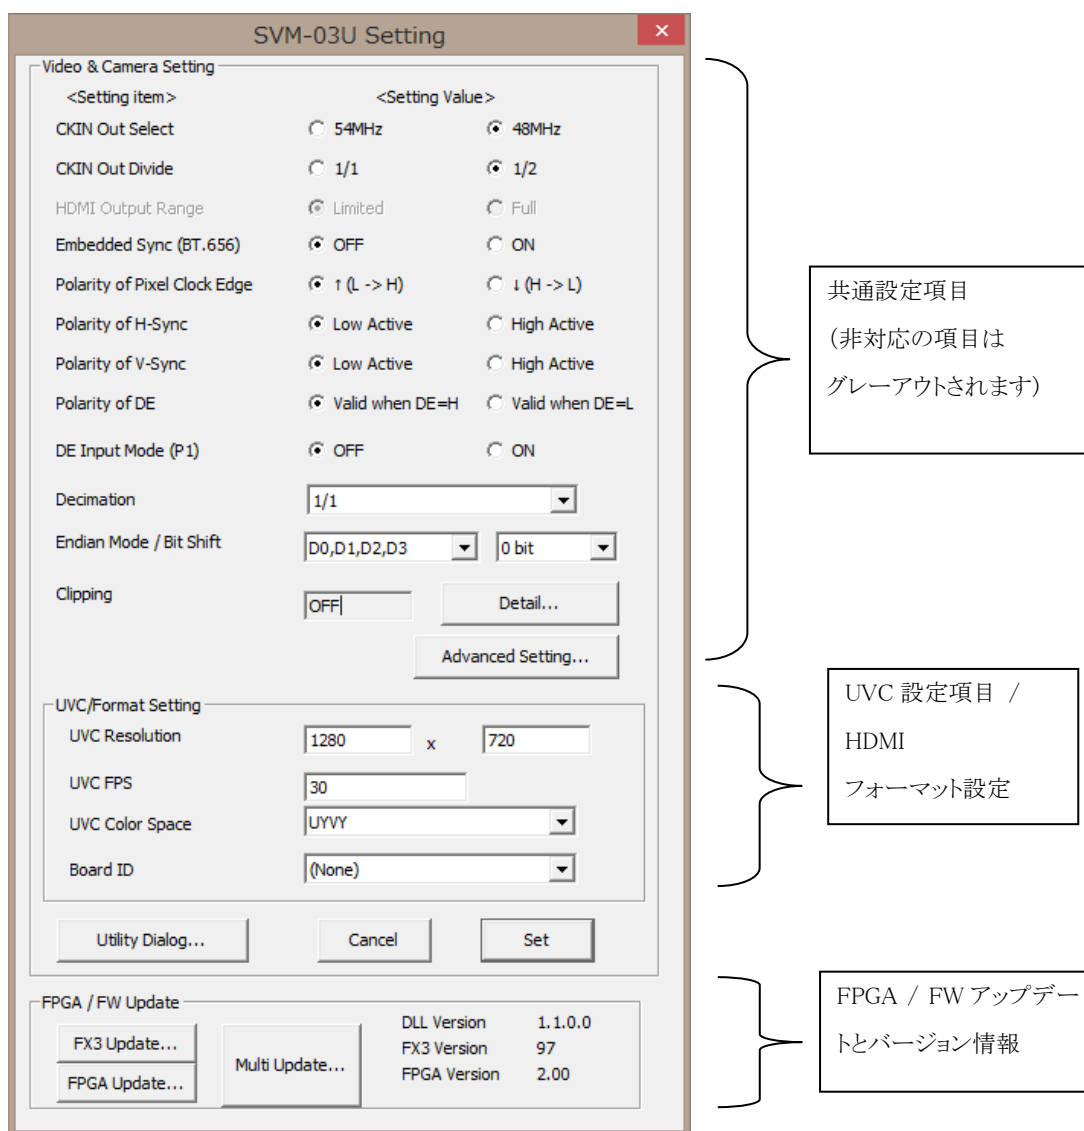 SVM-03U Setting
Video & Camera Setting
<Setting item> <Setting Value>
CKIN Out Select 54MHz 48MHz
CKIN Out Divide 1/1 1/2
HDMI Output Range Limited Full
Embedded Sync (BT.656) OFF ON
Polarity of Pixel Clock Edge ↑ (L -> H) ↓ (H -> L)
Polarity of H-Sync Low Active High Active
Polarity of V-Sync Low Active High Active
Polarity of DE Valid when DE=H Valid when DE=L
DE Input Mode (P1) OFF ON
Decimation 1/1
Endian Mode / Bit Shift D0,D1,D2,D3 0 bit
Clipping OFF Detail...
Advanced Setting...
UVC/Format Setting
UVC Resolution 1280 x 720
UVC FPS 30
UVC Color Space UYVY
Board ID (None)
Utility Dialog... Cancel Set
FPGA / FW Update
FX3 Update...
FPGA Update...
Multi Update...
DLL Version 1.1.0.0
FX3 Version 97
FPGA Version 2.00
共通設定項目
(非対応の項目は
グレーアウトされます)
UVC 設定項目 /
HDMI
フォーマット設定
FPGA / FW アップデー
トとバージョン情報